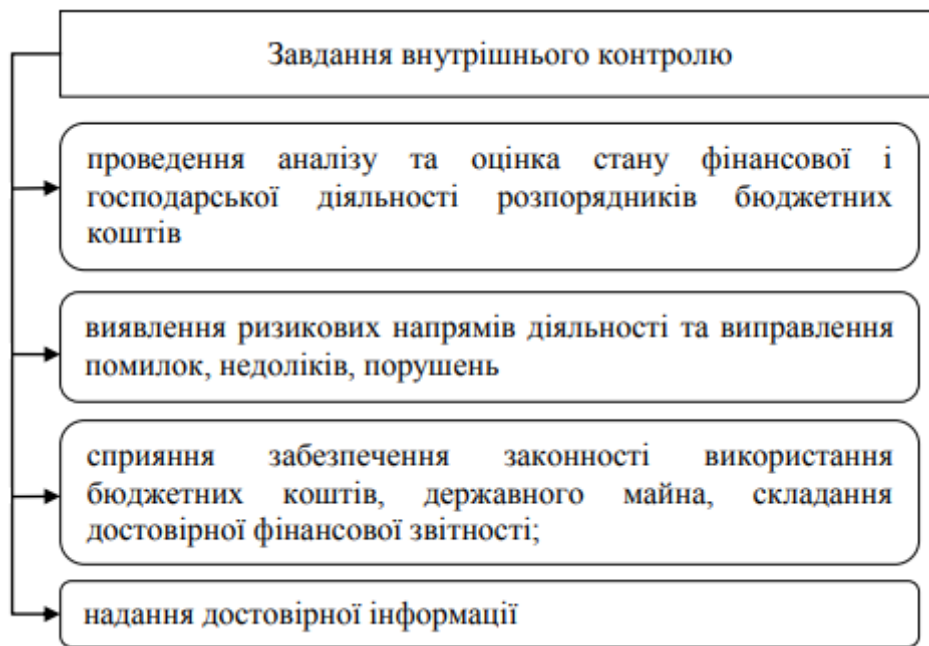 Завдання внутрішнього контролю
проведення аналізу та оцінка стану фінансової і
господарської діяльності розпорядників бюджетних
коштів
виявлення ризикових напрямів діяльності та виправлення
помилок, недоліків, порушень
сприяння забезпечення законності використання
бюджетних коштів, державного майна, складання
достовірної фінансової звітності;
надання достовірної інформації